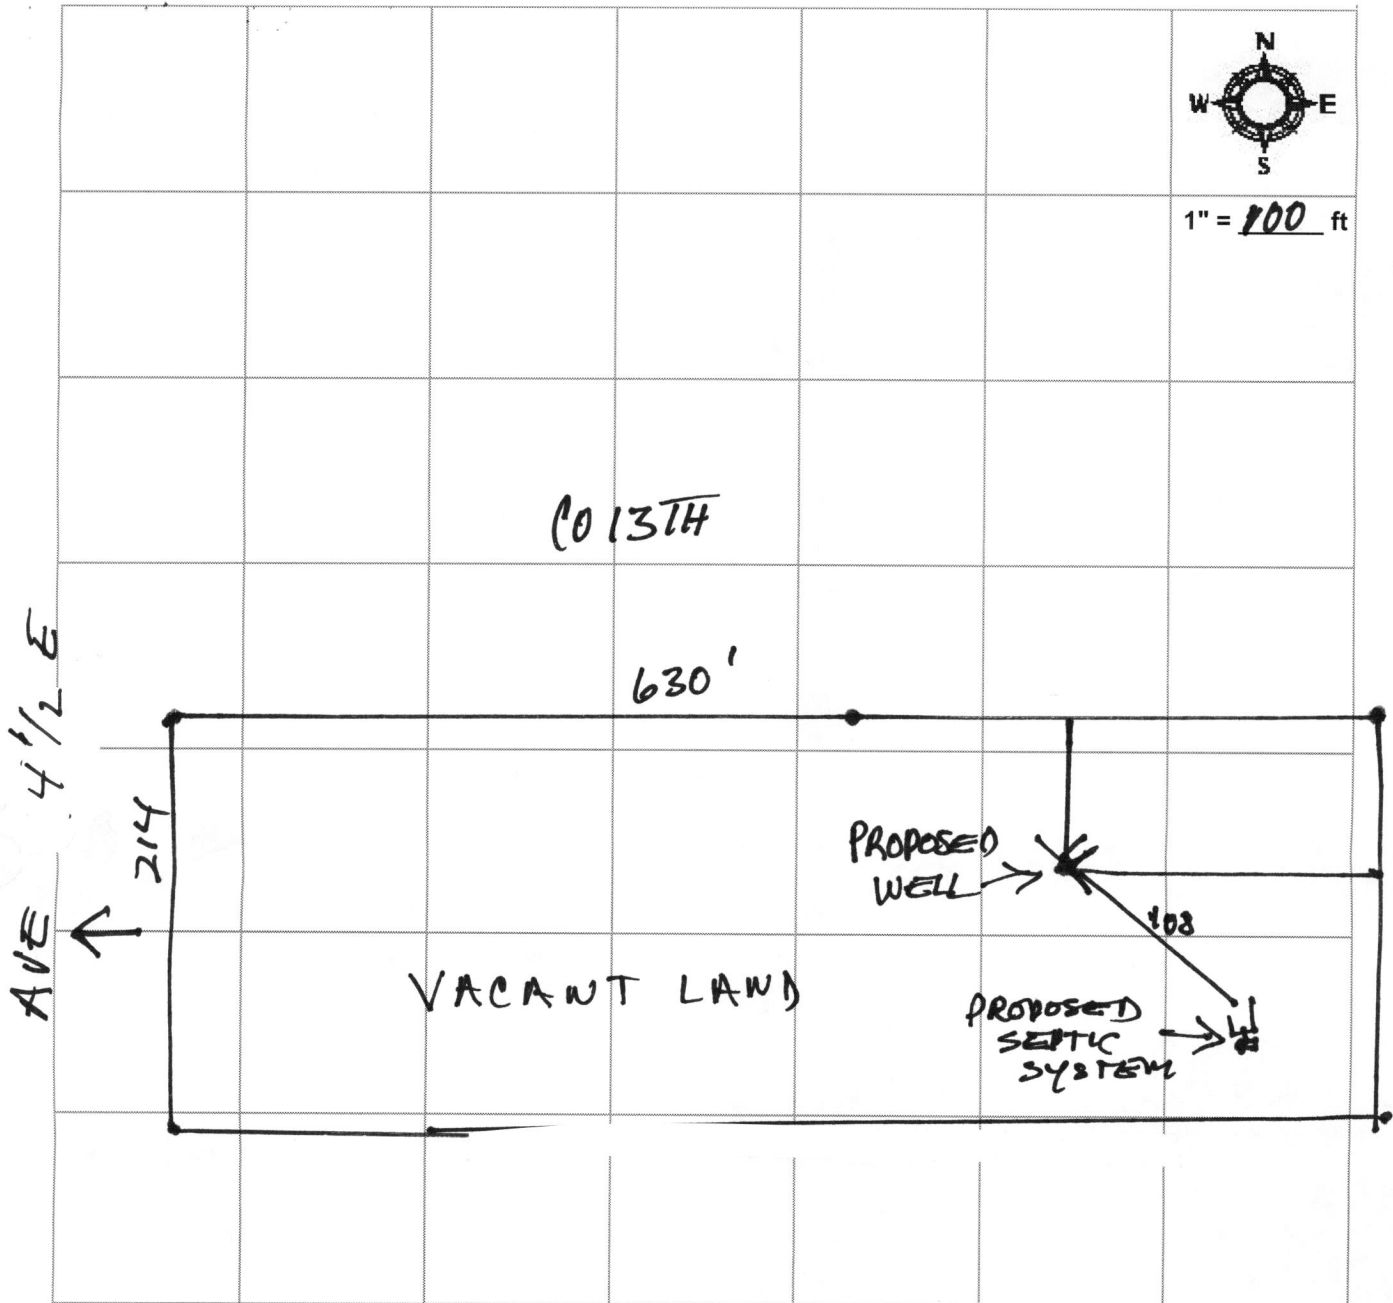 N
W E
S
1" = 100 ft
CO 13TH
630'
AVE 4 1/2 E
214
PROPOSED
WELL
108
VACANT LAND
PROPOSED
SEPTIC
SYSTEM